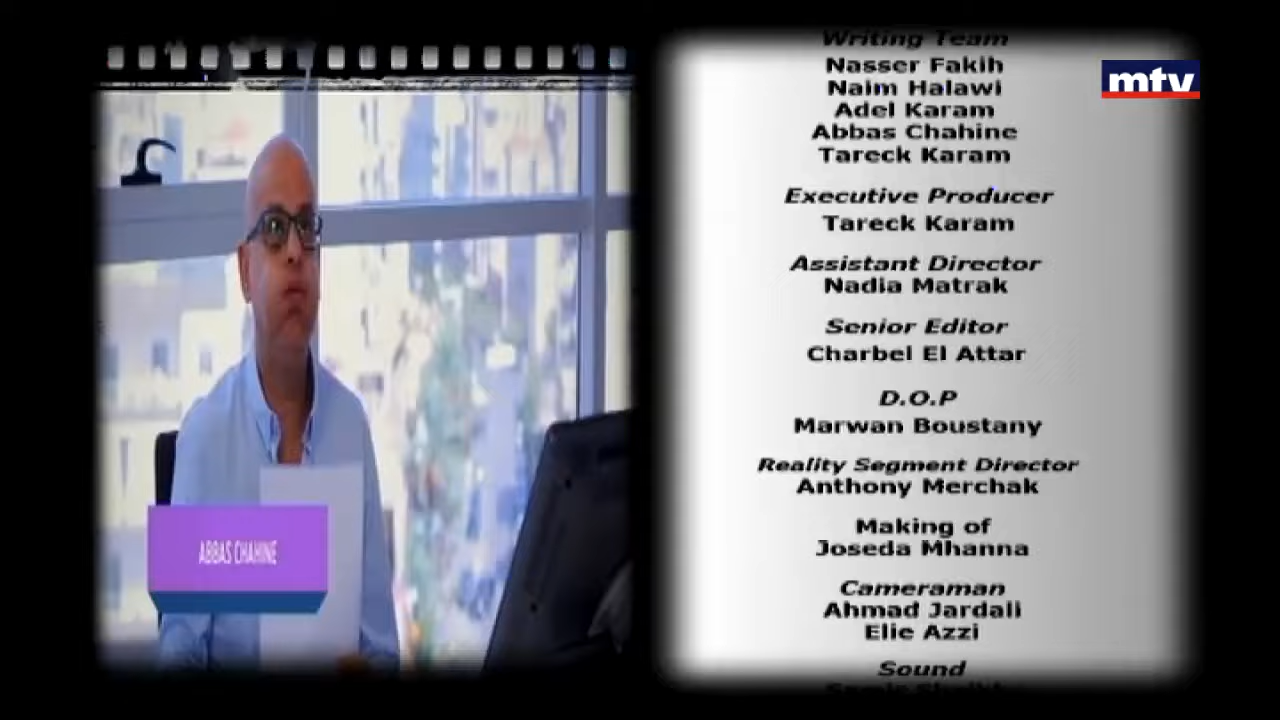 ABBAS CHAHINE
mtv
Writing Team
Nasser Fakih
Naim Halawi
Adel Karam
Abbas Chahine
Tareck Karam
Executive Producer
Tareck Karam
Assistant Director
Nadia Matrak
Senior Editor
Charbel El Attar
D.O.P
Marwan Boustany
Reality Segment Director
Anthony Merchak
Making of
Joseda Mhanna
Cameraman
Ahmad Jardali
Elie Azzi
Sound